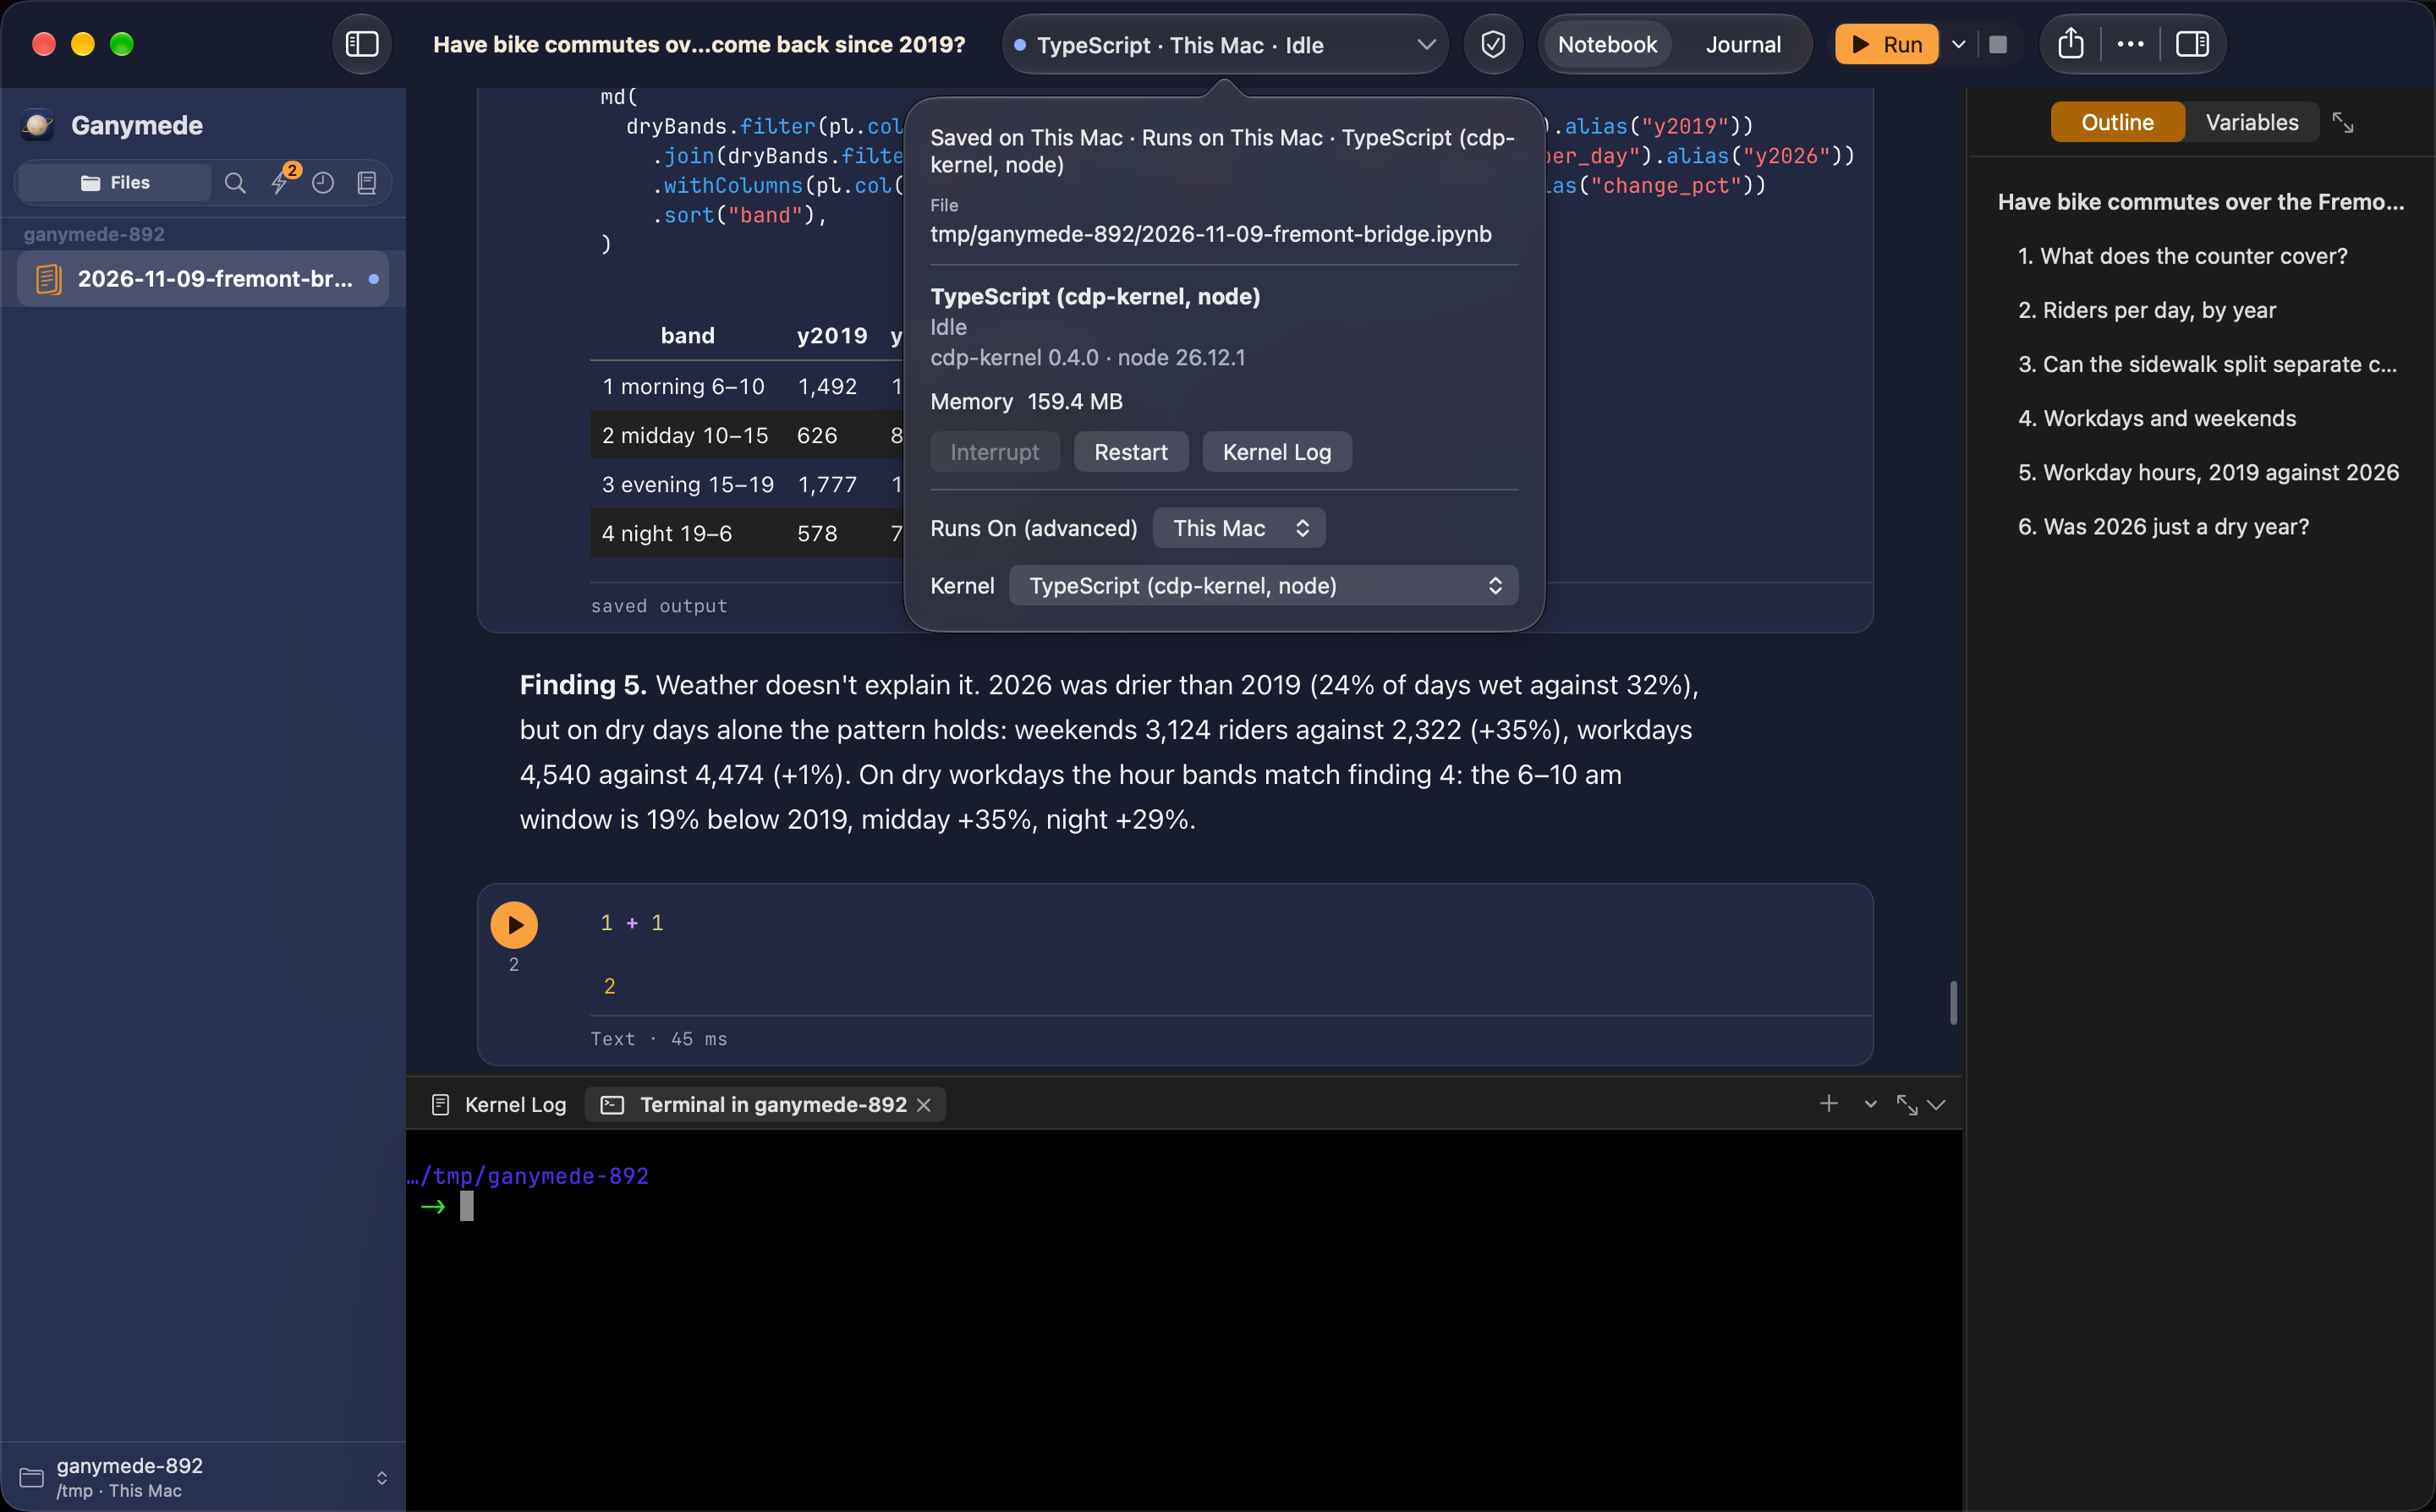 Have bike commutes ov...come back since 2019?
TypeScript · This Mac · Idle
Notebook
Journal
Run
Ganymede
Files
2
ganymede-892
2026-11-09-fremont-br...
md(
dryBands.filter(pl.col
).alias("y2019"))
.join(dryBands.filte
per_day").alias("y2026"))
.withColumns(pl.col(
ias("change_pct"))
.sort("band"),
)
band y2019 y
1 morning 6–10 1,492 1
2 midday 10–15 626 8
3 evening 15–19 1,777 1
4 night 19–6 578 7
saved output
Saved on This Mac · Runs on This Mac · TypeScript (cdp-
kernel, node)
File
tmp/ganymede-892/2026-11-09-fremont-bridge.ipynb
TypeScript (cdp-kernel, node)
Idle
cdp-kernel 0.4.0 · node 26.12.1
Memory 159.4 MB
Interrupt
Restart
Kernel Log
Runs On (advanced) This Mac
Kernel TypeScript (cdp-kernel, node)
Finding 5. Weather doesn't explain it. 2026 was drier than 2019 (24% of days wet against 32%),
but on dry days alone the pattern holds: weekends 3,124 riders against 2,322 (+35%), workdays
4,540 against 4,474 (+1%). On dry workdays the hour bands match finding 4: the 6–10 am
window is 19% below 2019, midday +35%, night +29%.
1 + 1
2
2
Text · 45 ms
Kernel Log
Terminal in ganymede-892
…/tmp/ganymede-892
→
Outline
Variables
Have bike commutes over the Fremo...
1. What does the counter cover?
2. Riders per day, by year
3. Can the sidewalk split separate c...
4. Workdays and weekends
5. Workday hours, 2019 against 2026
6. Was 2026 just a dry year?
ganymede-892
/tmp · This Mac